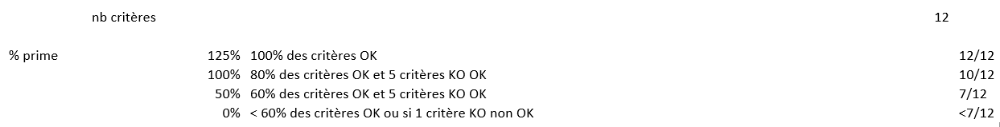 nb critères 12
% prime 125% 100% des critères OK 12/12
100% 80% des critères OK et 5 critères KO OK 10/12
50% 60% des critères OK et 5 critères KO OK 7/12
0% < 60% des critères OK ou si 1 critère KO non OK <7/12